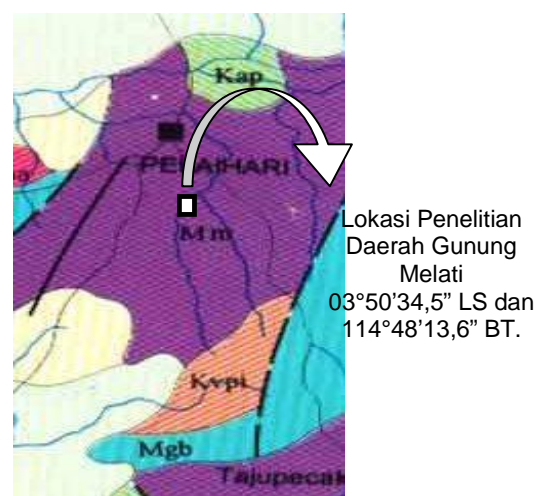 Kap
PELAIHARI
Mm
Kvpi
Mgb
Tajupecah
Lokasi Penelitian
Daerah Gunung
Melati
03°50'34,5” LS dan
114°48'13,6” BT.